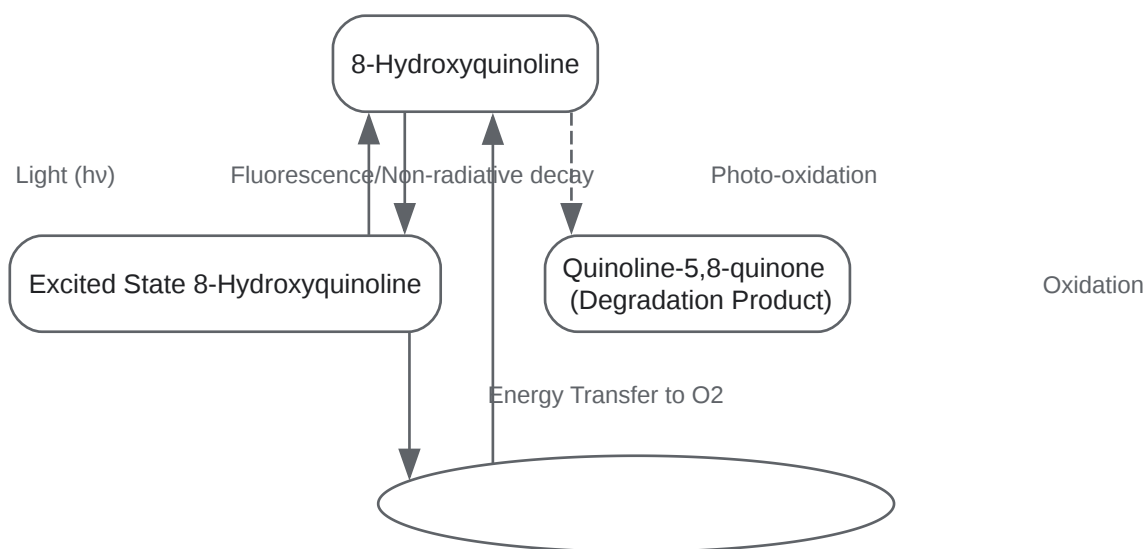 8-Hydroxyquinoline
Light (hν)
Fluorescence/Non-radiative decay
Photo-oxidation
Excited State 8-Hydroxyquinoline
Quinoline-5,8-quinone
(Degradation Product)
Oxidation
Energy Transfer to O2